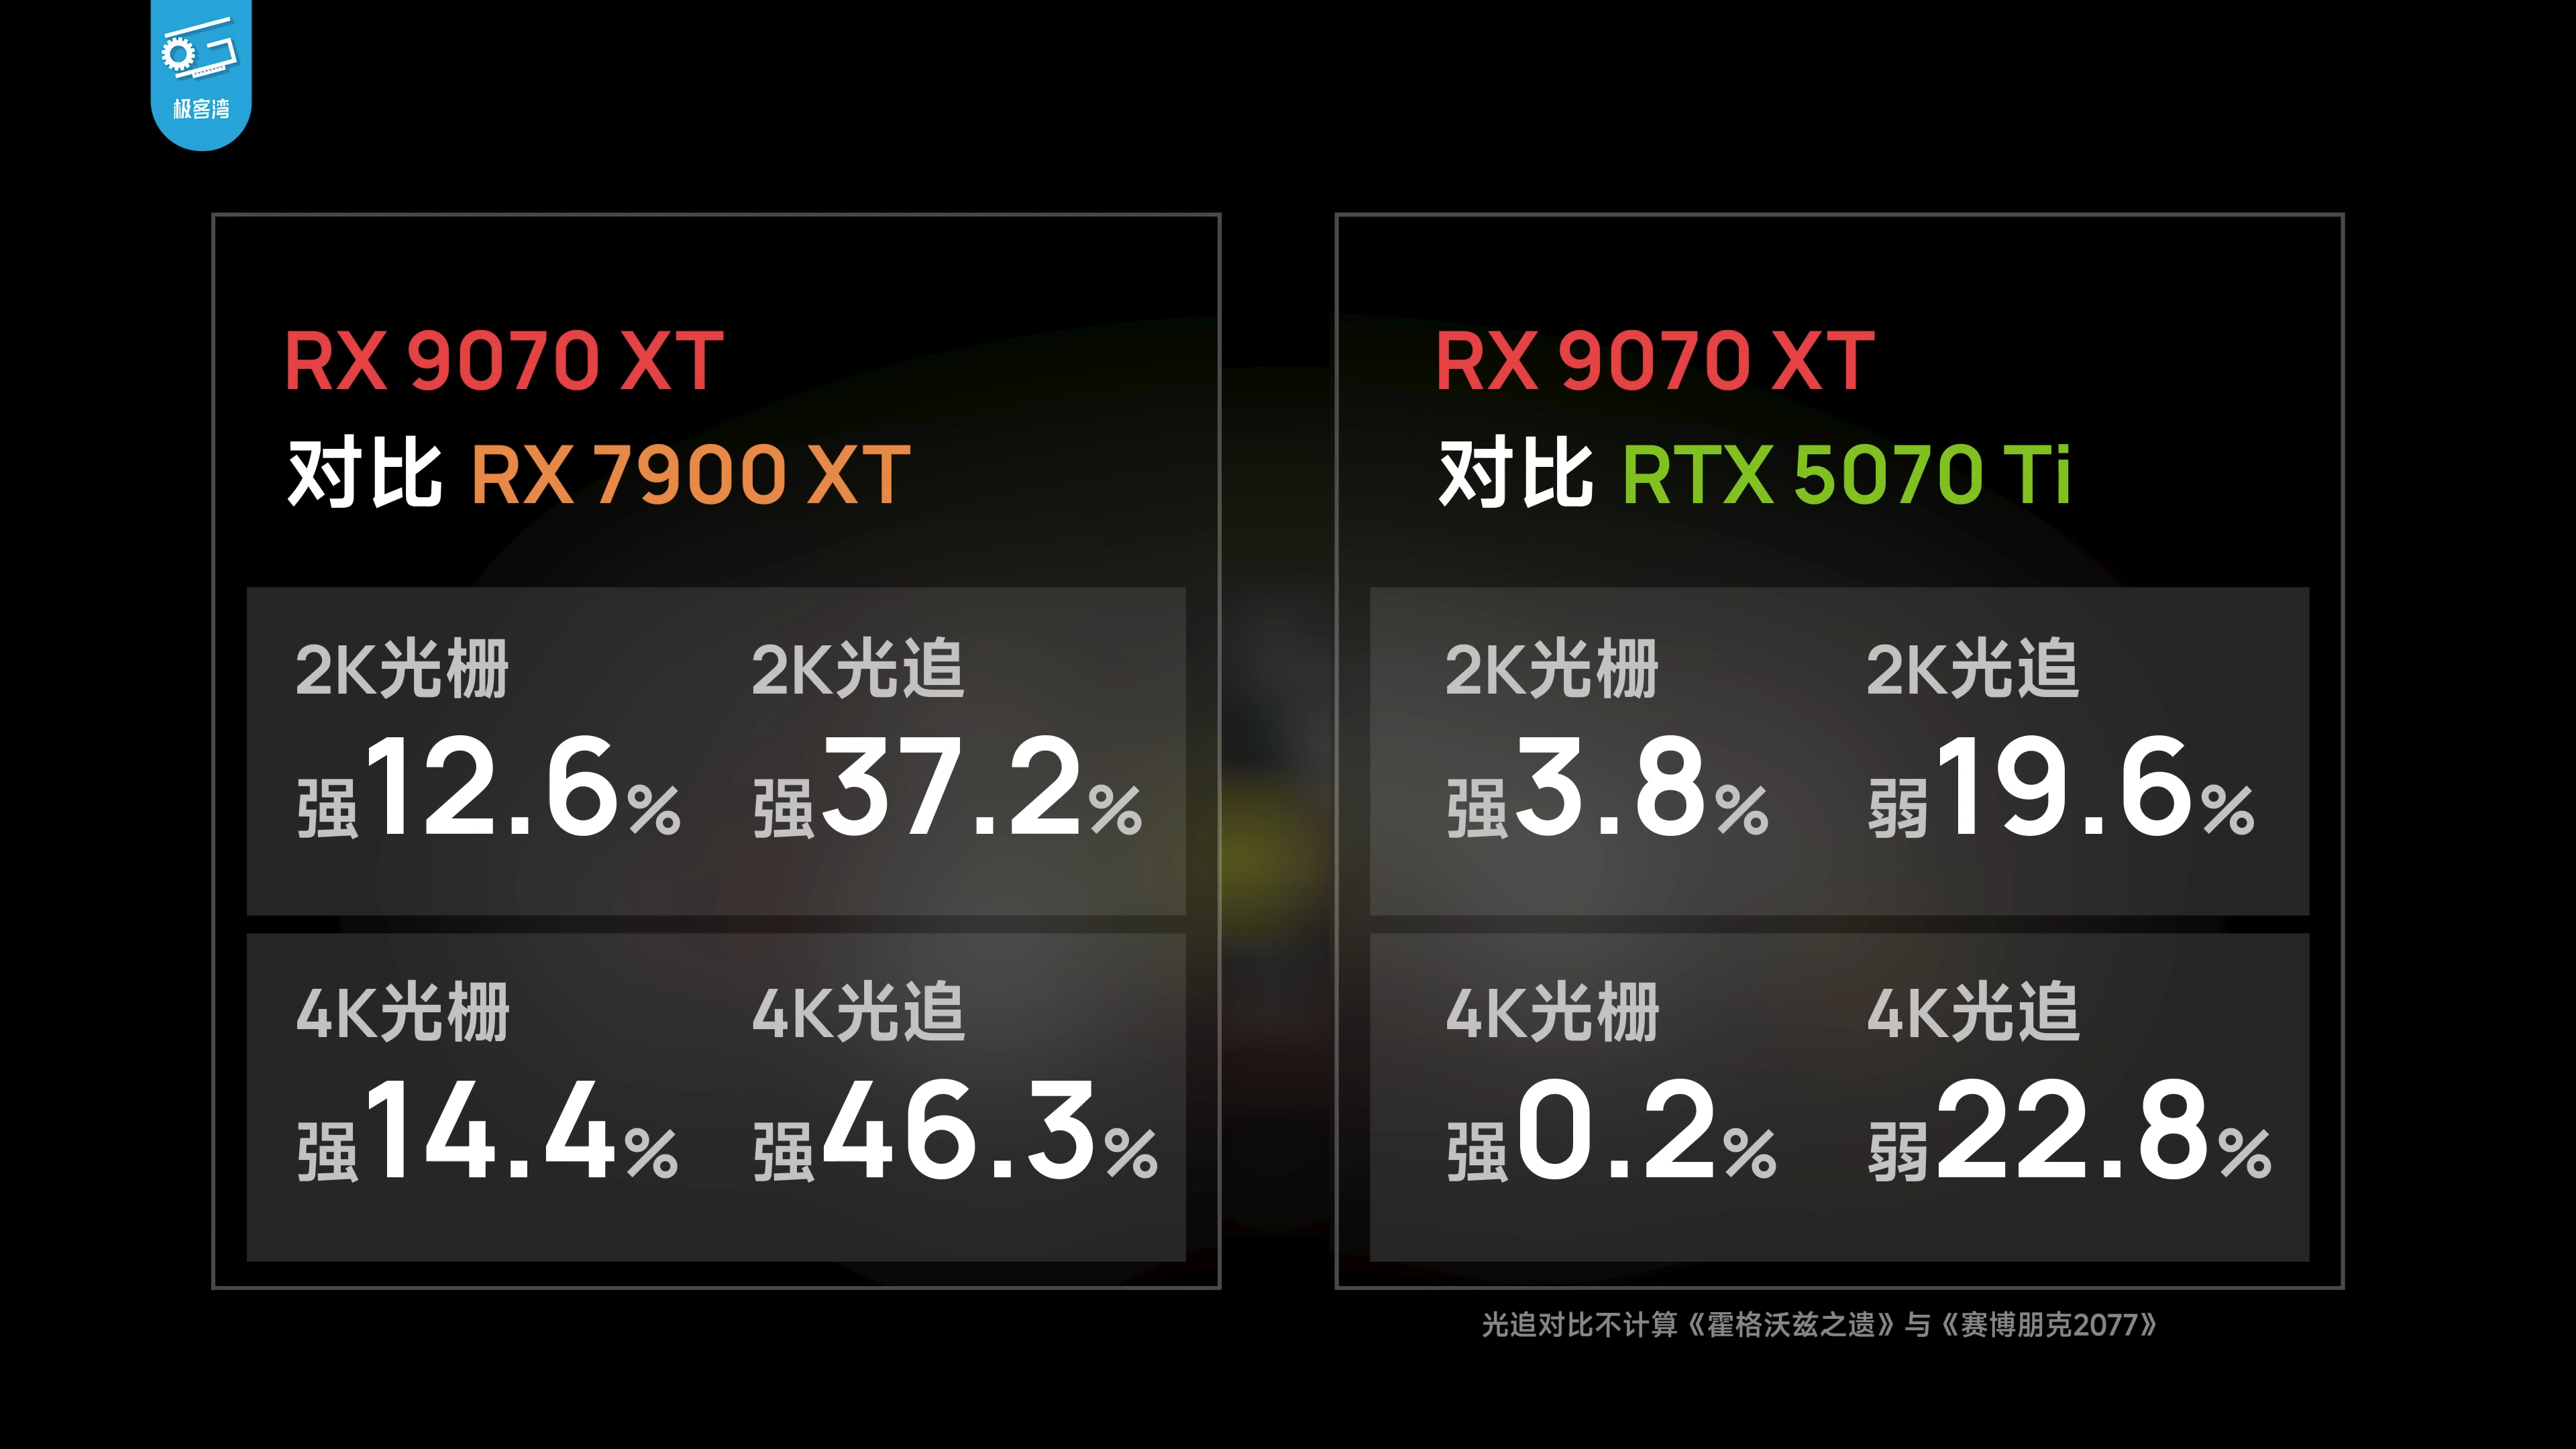 极客湾
RX 9070 XT
对比 RX 7900 XT
2K光栅
强12.6%
2K光追
强37.2%
4K光栅
强14.4%
4K光追
强46.3%
RX 9070 XT
对比 RTX 5070 Ti
2K光栅
强3.8%
2K光追
弱19.6%
4K光栅
强0.2%
4K光追
弱22.8%
光追对比不计算《霍格沃兹之遗》与《赛博朋克2077》